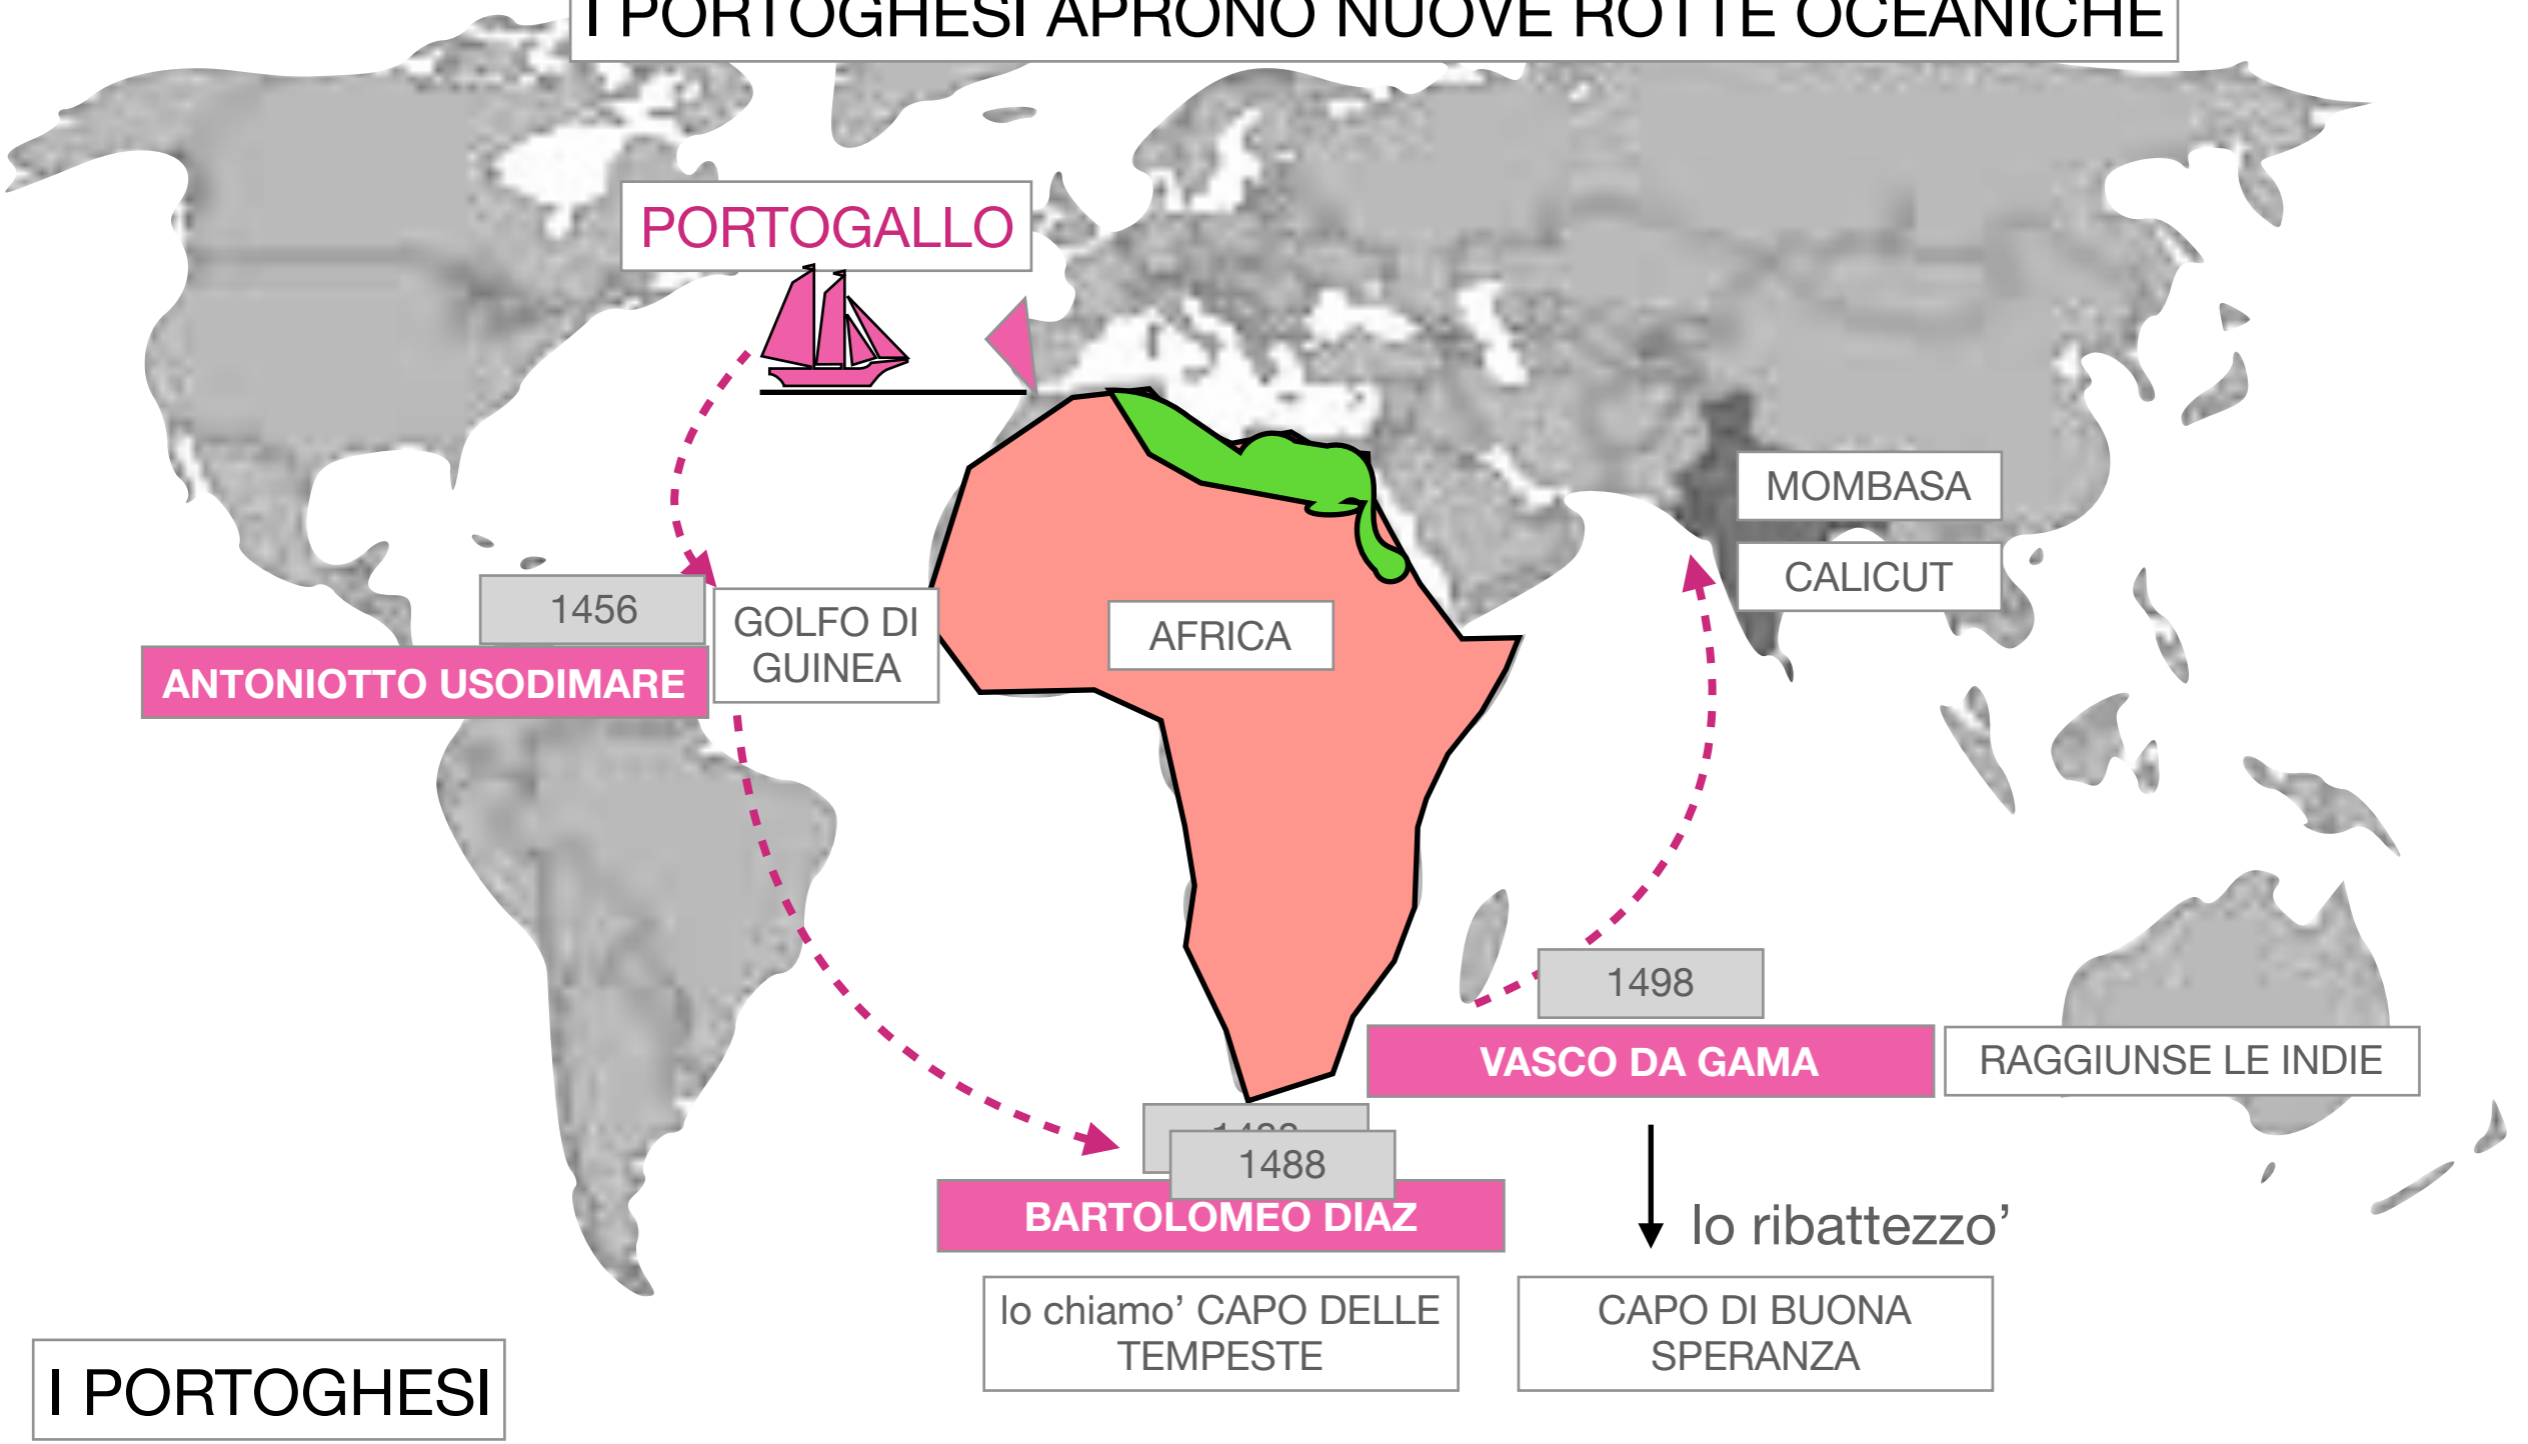 I PORTOGHESI APRONO NUOVE ROTTE OCEANICHE
PORTOGALLO
MOMBASA
CALICUT
1456
ANTONIOTTO USODIMARE
GOLFO DI
GUINEA
AFRICA
1498
VASCO DA GAMA
RAGGIUNSE LE INDIE
1488
BARTOLOMEO DIAZ
lo ribattezzo’
lo chiamo’ CAPO DELLE
TEMPESTE
CAPO DI BUONA
SPERANZA
I PORTOGHESI